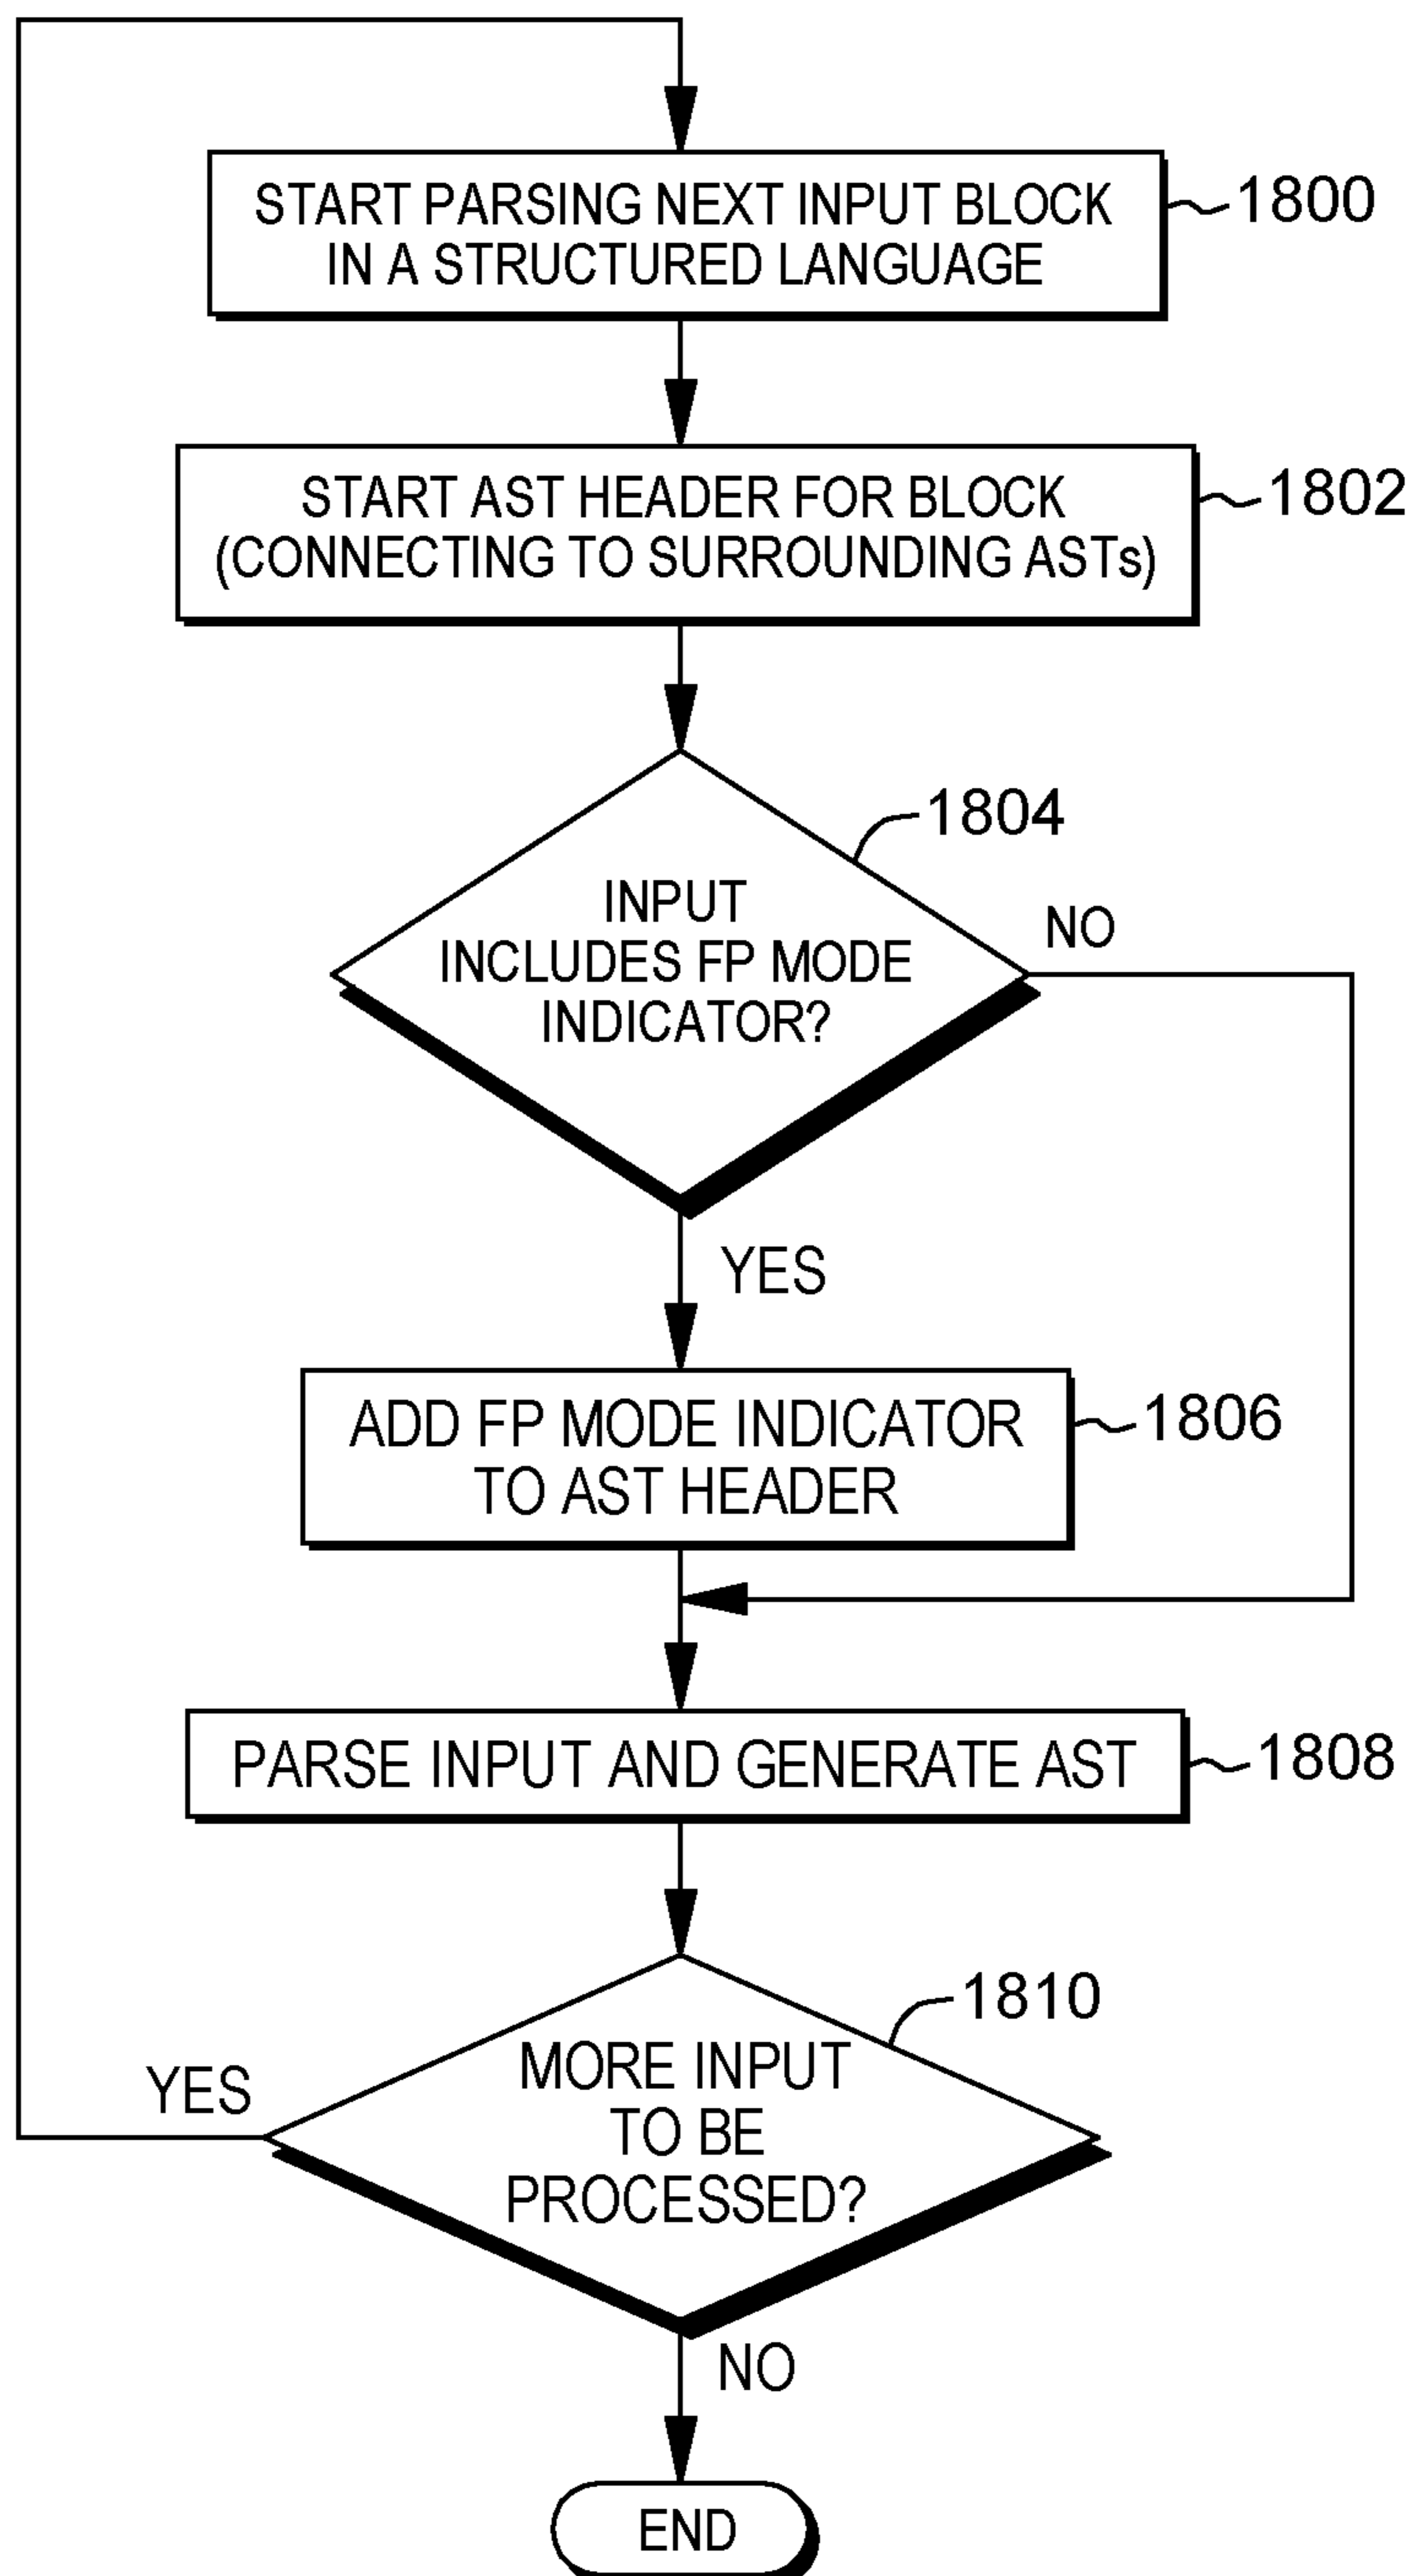 START PARSING NEXT INPUT BLOCK
IN A STRUCTURED LANGUAGE
1800
START AST HEADER FOR BLOCK
(CONNECTING TO SURROUNDING ASTs)
1802
1804
INPUT
INCLUDES FP MODE
INDICATOR?
NO
YES
ADD FP MODE INDICATOR
TO AST HEADER
1806
PARSE INPUT AND GENERATE AST
1808
1810
MORE INPUT
TO BE
PROCESSED?
YES
NO
END